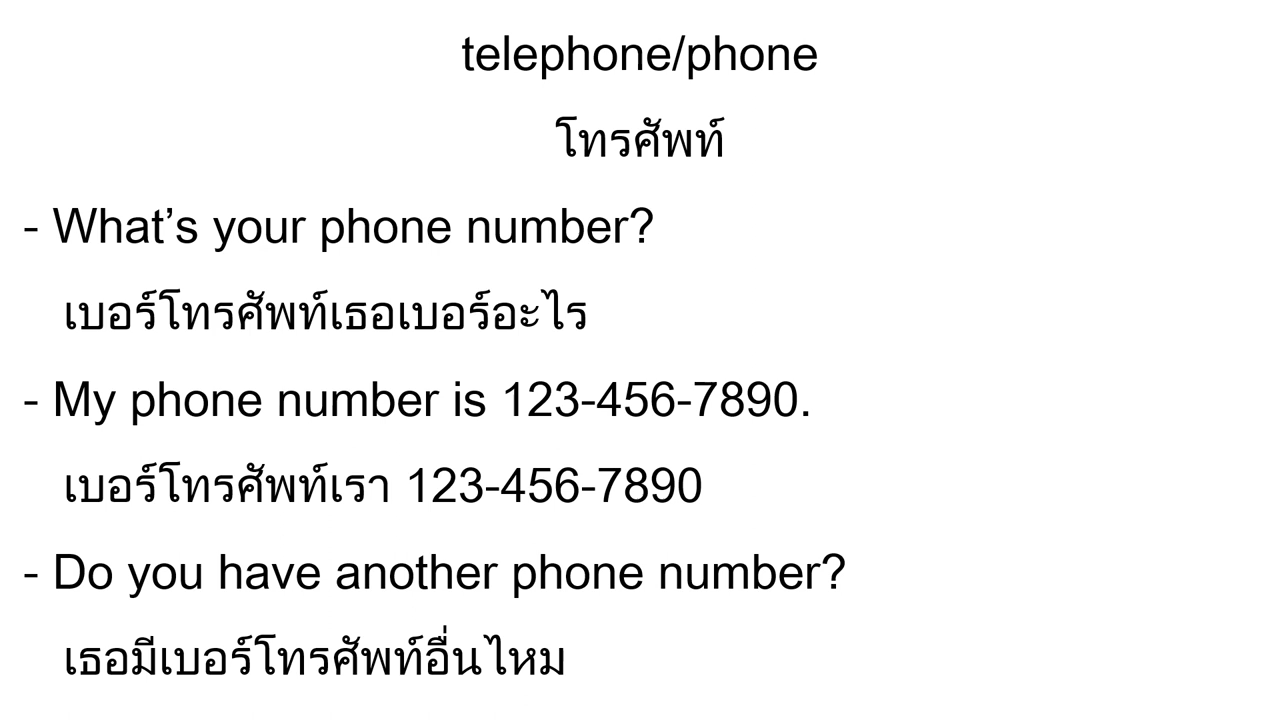 telephone/phone
โทรศัพท์
- What’s your phone number?
เบอร์โทรศัพท์เธอเบอร์อะไร
- My phone number is 123-456-7890.
เบอร์โทรศัพท์เรา 123-456-7890
- Do you have another phone number?
เธอมีเบอร์โทรศัพท์อื่นไหม